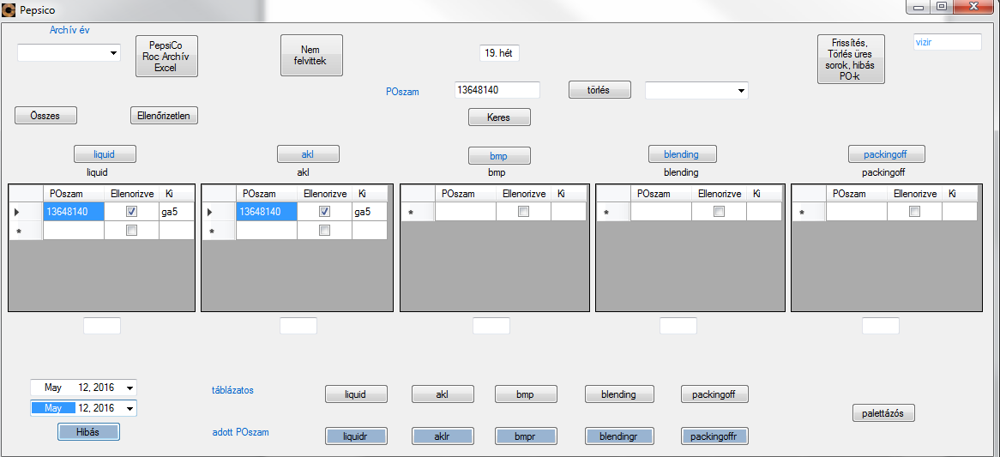 Pepsico
Archív év
PepsiCo
Roc Archív
Excel
Nem
felvittek
19. hét
Frissítés,
Törlés üres
sorok, hibás
PO-k
vizir
POszam
13648140
törlés
Összes
Ellenőrizetlen
Keres
liquid
akl
bmp
blending
packingoff
liquid
akl
bmp
blending
packingoff
POszam Ellenorizve Ki
13648140 ga5
*
POszam Ellenorizve Ki
13648140 ga5
*
POszam Ellenorizve Ki
*
POszam Ellenorizve Ki
*
POszam Ellenorizve Ki
*
May 12, 2016
May 12, 2016
Hibás
táblázatos
liquid
akl
bmp
blending
packingoff
palettázós
adott POszam
liquidr
aklr
bmpr
blendingr
packingoffr